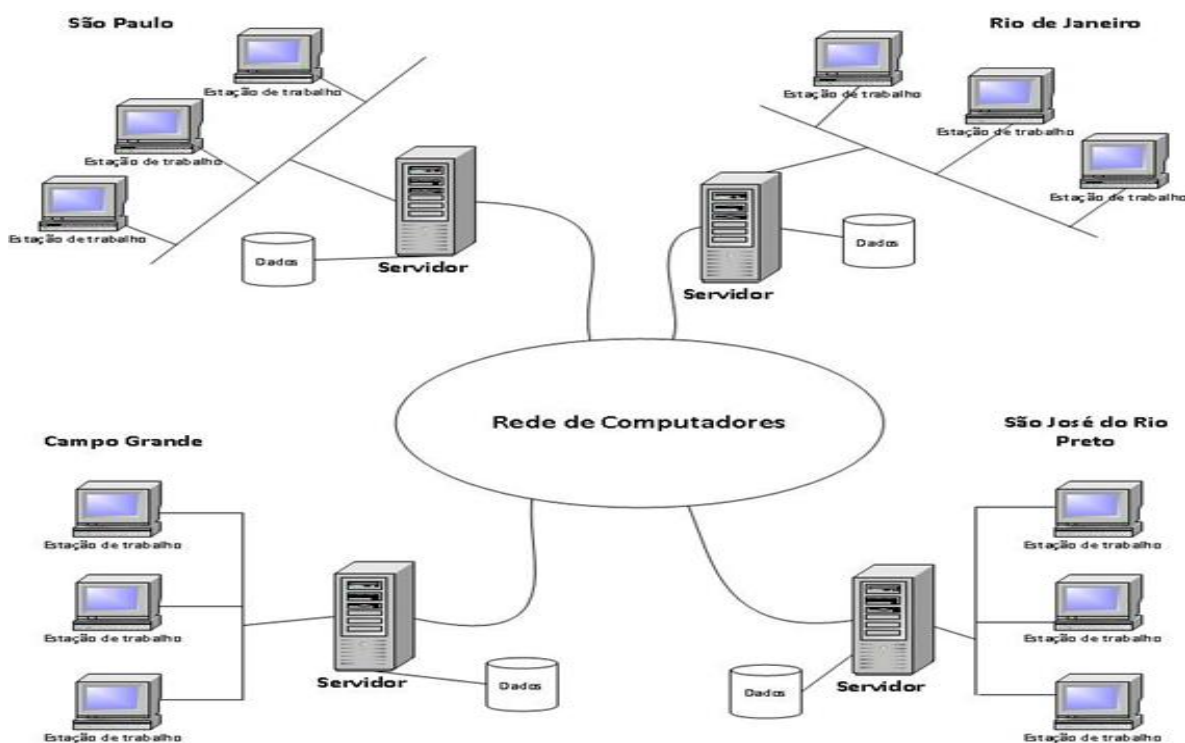 São Paulo
Estação de trabalho
Estação de trabalho
Estação de trabalho
Dados
Servidor
Rio de Janeiro
Estação de trabalho
Estação de trabalho
Estação de trabalho
Dados
Servidor
Rede de Computadores
Campo Grande
Estação de trabalho
Estação de trabalho
Estação de trabalho
Servidor
Dados
São José do Rio
Preto
Estação de trabalho
Estação de trabalho
Estação de trabalho
Dados
Servidor